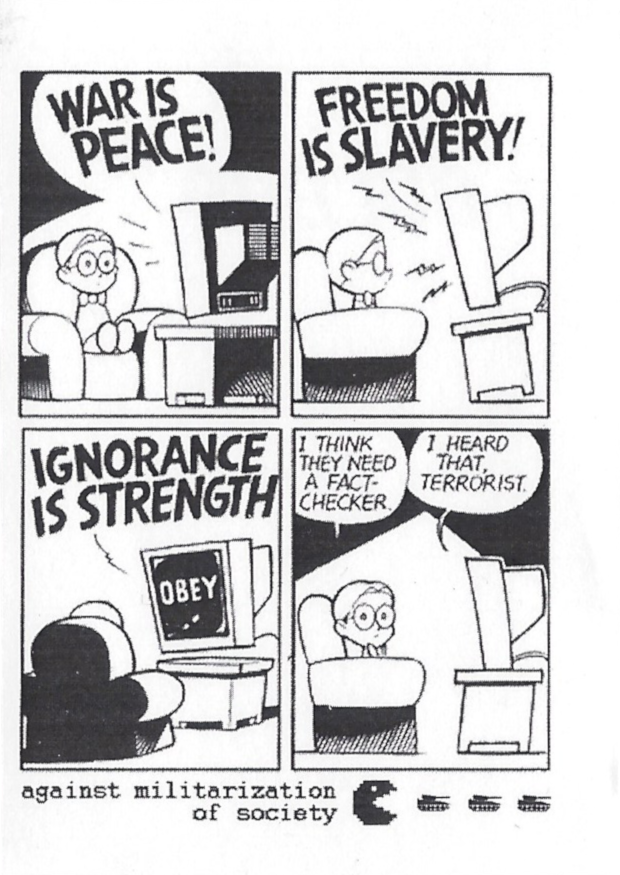 WAR IS
PEACE!
FREEDOM
IS SLAVERY!
IGNORANCE
IS STRENGTH
OBEY
I THINK
THEY NEED
A FACT-
CHECKER.
I HEARD
THAT,
TERRORIST.
against militarization
of society